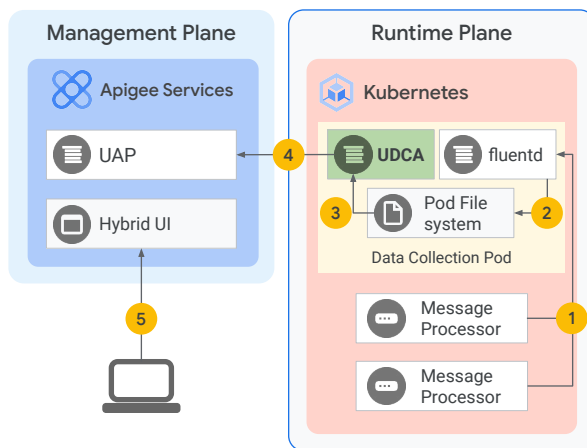 Management Plane
Apigee Services
UAP
Hybrid UI
5
Runtime Plane
Kubernetes
4
UDCA
fluentd
3
Pod File
system
2
Data Collection Pod
1
Message
Processor
Message
Processor